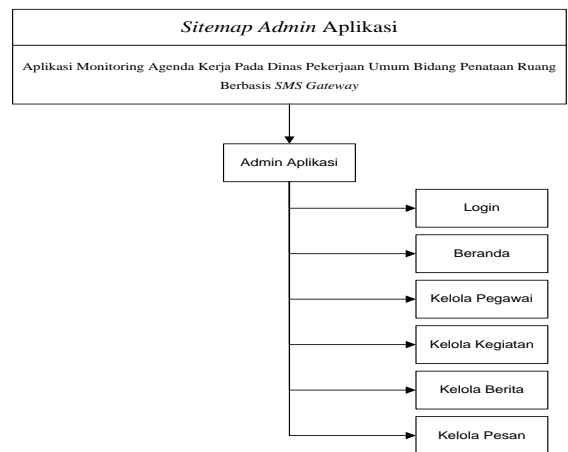 Sitemap Admin Aplikasi
Aplikasi Monitoring Agenda Kerja Pada Dinas Pekerjaan Umum Bidang Penataan Ruang
Berbasis SMS Gateway
Admin Aplikasi
Login
Beranda
Kelola Pegawai
Kelola Kegiatan
Kelola Berita
Kelola Pesan